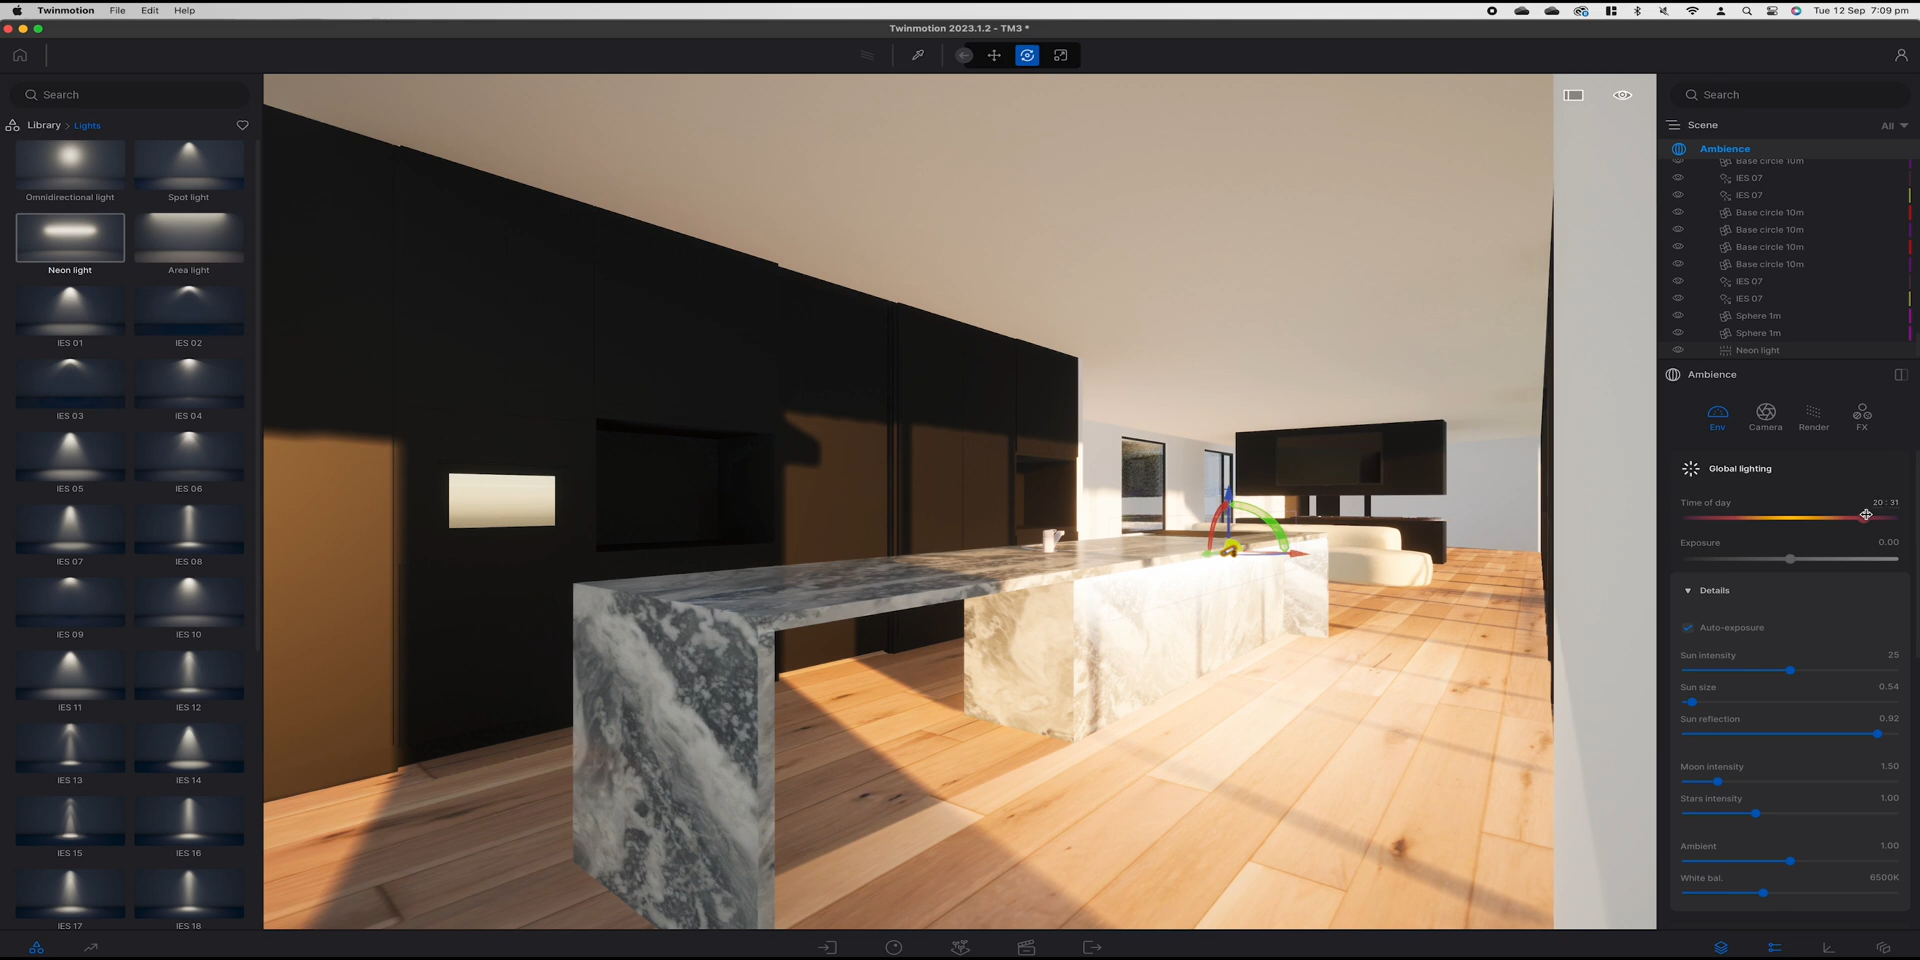 Twinmotion File Edit Help
Tue 12 Sep 7:09 pm
Twinmotion 2023.1.2 - TM3 *
Search
Library > Lights
Omnidirectional light Spot light
Neon light Area light
IES 01 IES 02
IES 03 IES 04
IES 05 IES 06
IES 07 IES 08
IES 09 IES 10
IES 11 IES 12
IES 13 IES 14
IES 15 IES 16
IES 17 IES 18
Search
Scene All
Ambience
Base circle 10m
IES 07
IES 07
Base circle 10m
Base circle 10m
Base circle 10m
Base circle 10m
IES 07
IES 07
Sphere 1m
Sphere 1m
Neon light
Ambience
Env Camera Render FX
Global lighting
Time of day 20 : 31
Exposure 0.00
Details
Auto-exposure
Sun intensity 25
Sun size 0.54
Sun reflection 0.92
Moon intensity 1.50
Stars intensity 1.00
Ambient 1.00
White bal. 6500K